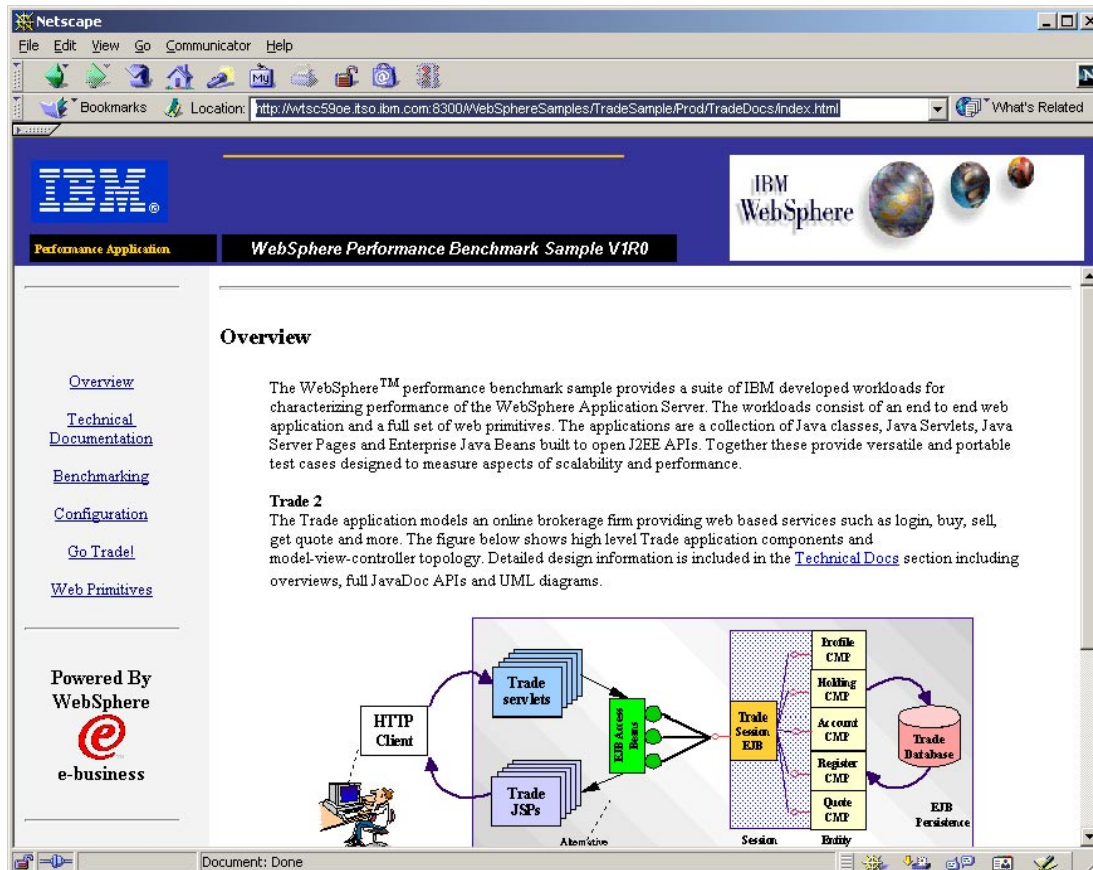 Netscape
File Edit View Go Communicator Help
My
N
Bookmarks Location: http://wtsc59oe.itso.ibm.com:8300/WebSphereSamples/TradeSample/Prod/TradeDocs/index.html What's Related
IBM®
IBM
WebSphere
Performance Application
WebSphere Performance Benchmark Sample V1R0
Overview
Technical
Documentation
Benchmarking
Configuration
Go Trade!
Web Primitives
Powered By
WebSphere
e
e-business
Overview
The WebSphere™ performance benchmark sample provides a suite of IBM developed workloads for
characterizing performance of the WebSphere Application Server. The workloads consist of an end to end web
application and a full set of web primitives. The applications are a collection of Java classes, Java Servlets, Java
Server Pages and Enterprise Java Beans built to open J2EE APIs. Together these provide versatile and portable
test cases designed to measure aspects of scalability and performance.
Trade 2
The Trade application models an online brokerage firm providing web based services such as login, buy, sell,
get quote and more. The figure below shows high level Trade application components and
model-view-controller topology. Detailed design information is included in the Technical Docs section including
overviews, full JavaDoc APIs and UML diagrams.
HTTP
Client
Trade
servlets
Trade
JSPs
EJB Access
Beans
Alternative
Trade
Session
EJB
Session
Profile
CMP
Holding
CMP
Account
CMP
Register
CMP
Quote
CMP
Entity
Trade
Database
EJB
Persistence
Document: Done